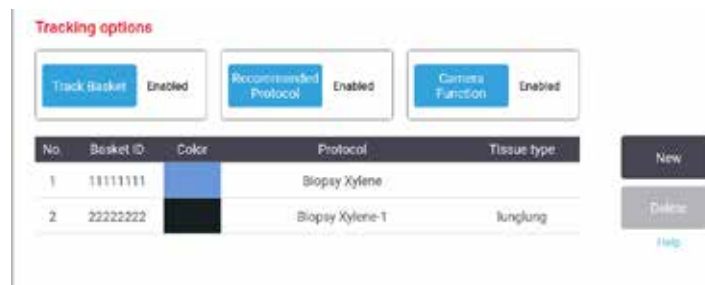 Tracking options
Track Basket Enabled
Recommended Protocol Enabled
Camera Function Enabled
No. Basket ID Color Protocol Tissue type
1 11111111 Biopsy Xylene
2 22222222 Biopsy Xylene-1 lunglung
New
Delete
Help